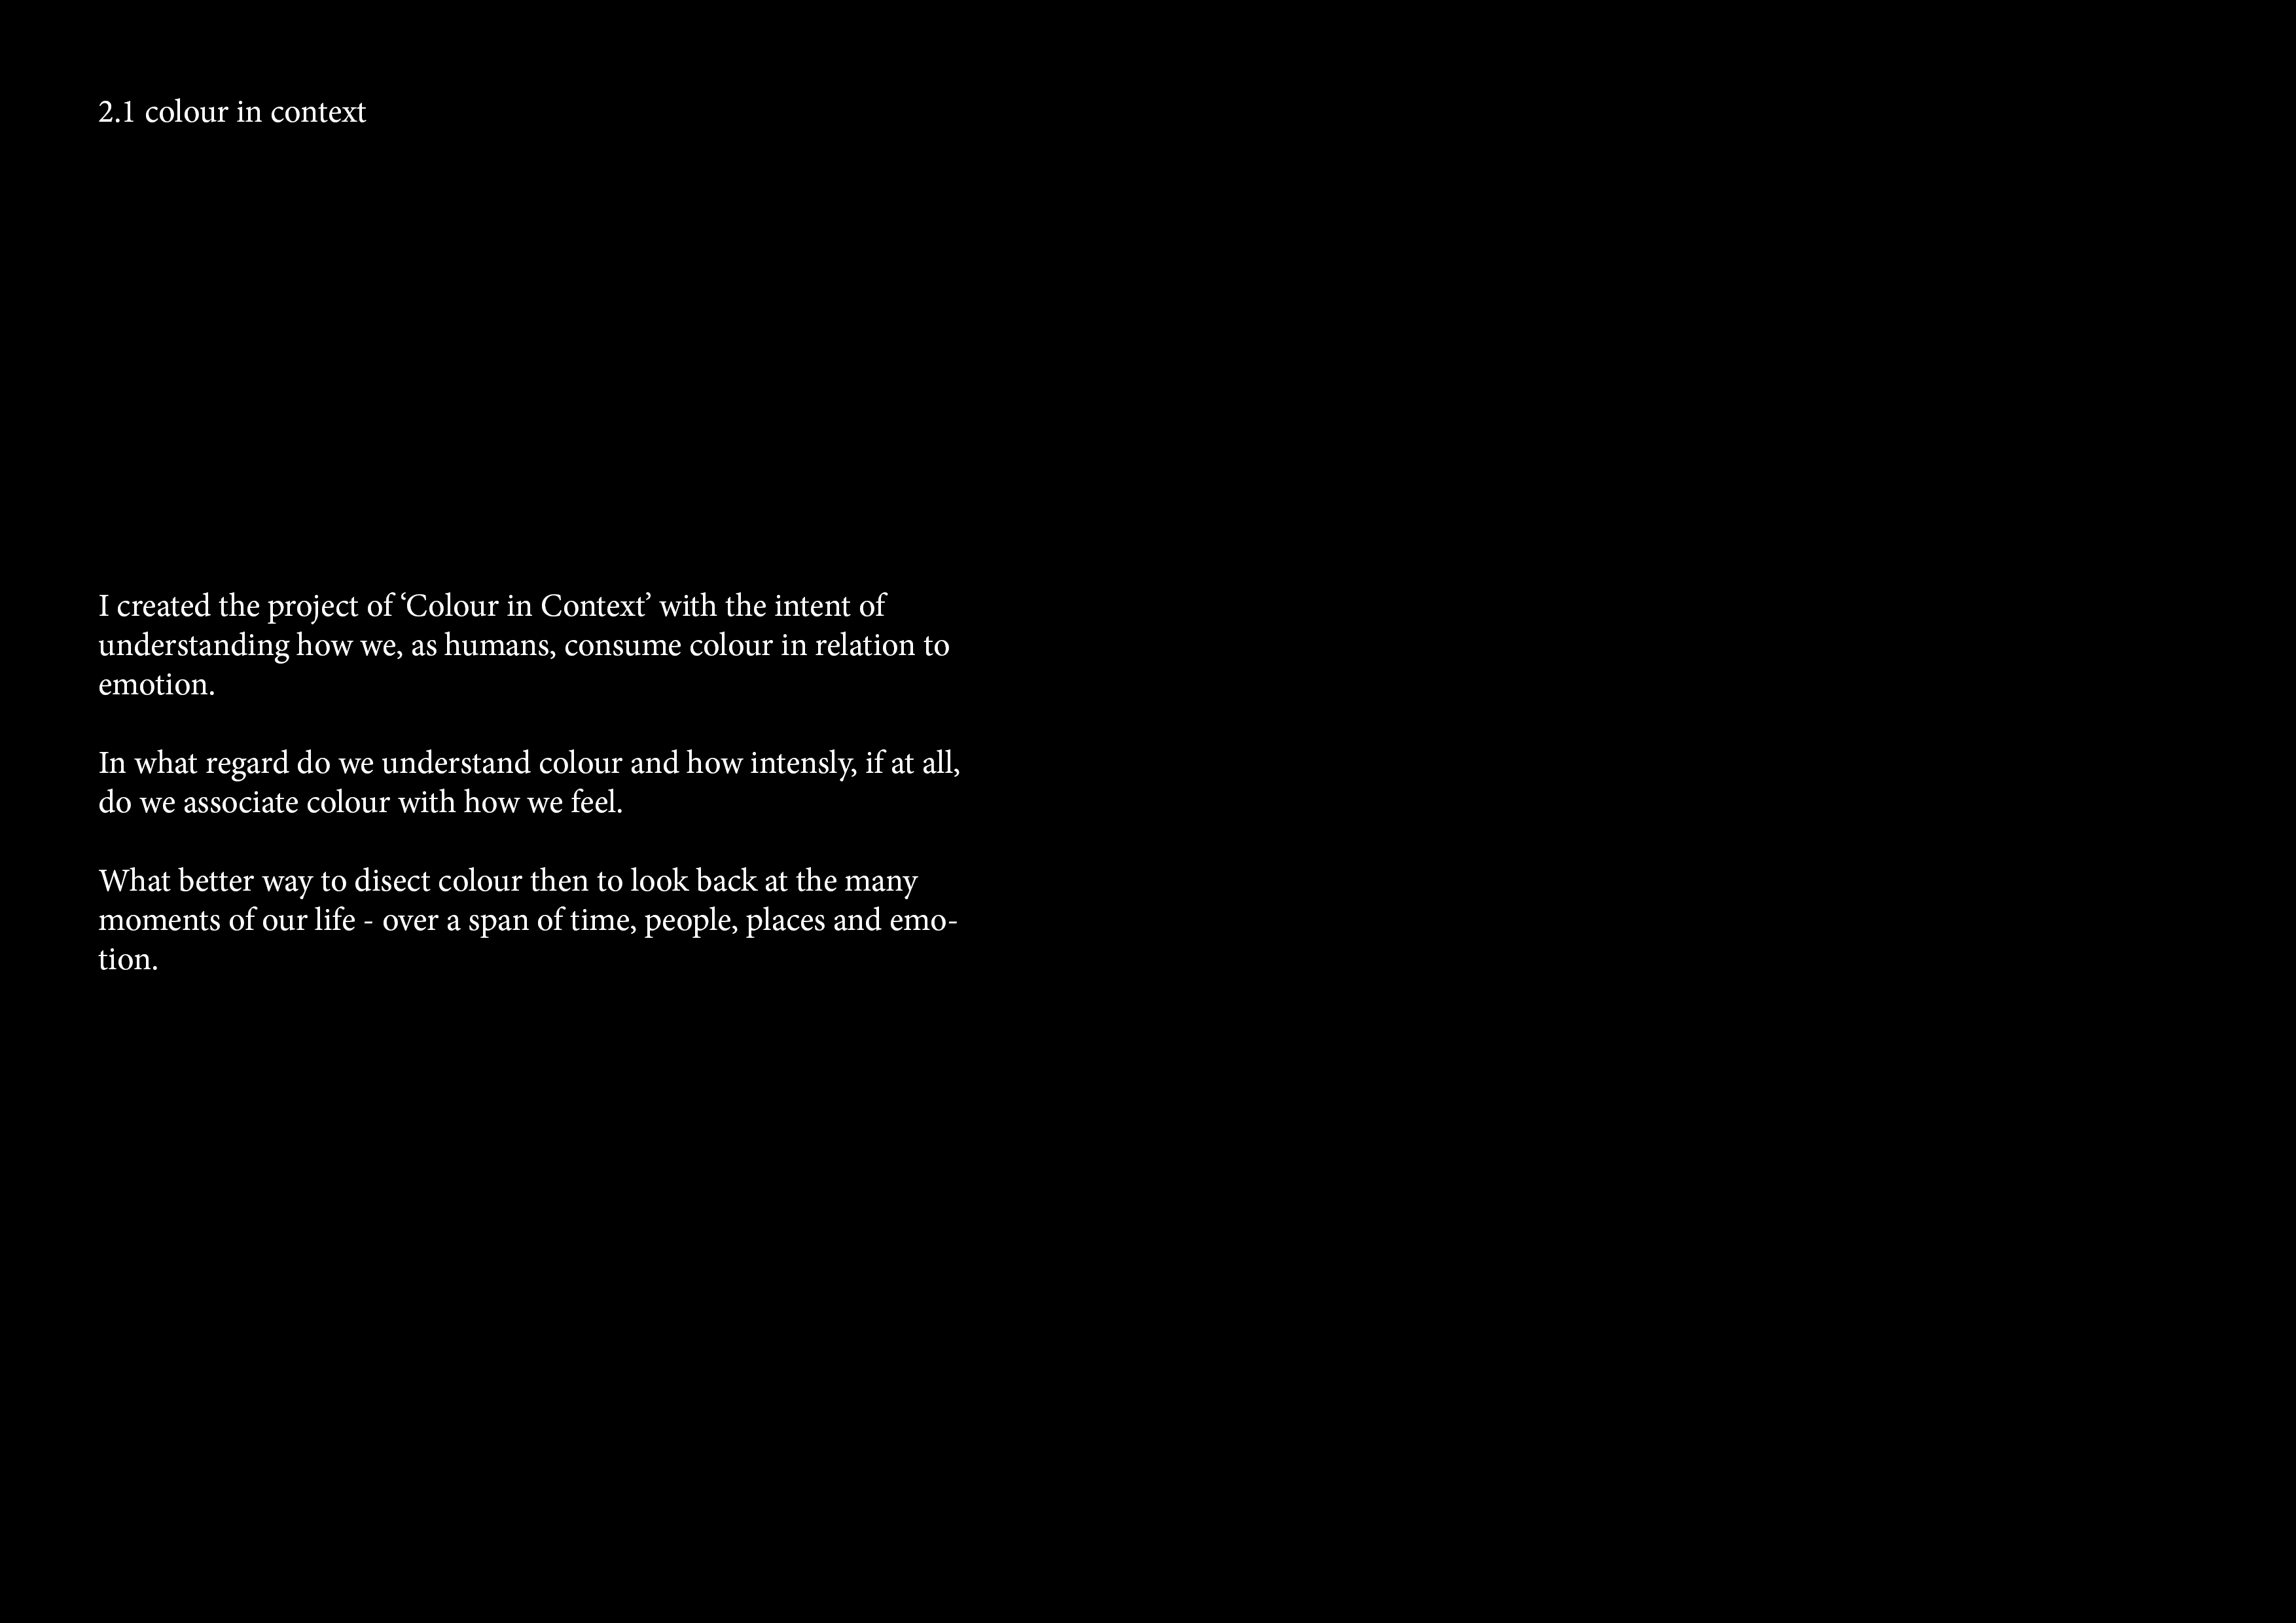 2.1 colour in context
I created the project of ‘Colour in Context’ with the intent of
understanding how we, as humans, consume colour in relation to
emotion.
In what regard do we understand colour and how intensly, if at all,
do we associate colour with how we feel.
What better way to disect colour then to look back at the many
moments of our life - over a span of time, people, places and emo-
tion.